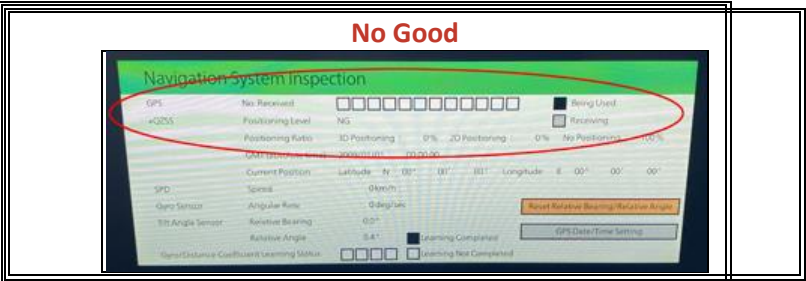 No Good
Navigation System Inspection
GPS No. Received Being Used
+QZSS Positioning Level NG Receiving
Positioning Ratio 3D Positioning : 0% 2D Positioning : 0% No Positioning 100%
GMT 00:00:00
Current Position Latitude N 00° 00' 00" Longitude E 00° 00' 00"
SPD Speed 0km/h
Gyro Sensor Angular Rate 0deg/sec Reset Relative Bearing/Relative Angle
Tilt Angle Sensor Relative Bearing 0.0°
Relative Angle 0.4° Learning Completed GPS Date/Time Setting
Gyro/Distance Coefficient Learning Status Learning Not Completed